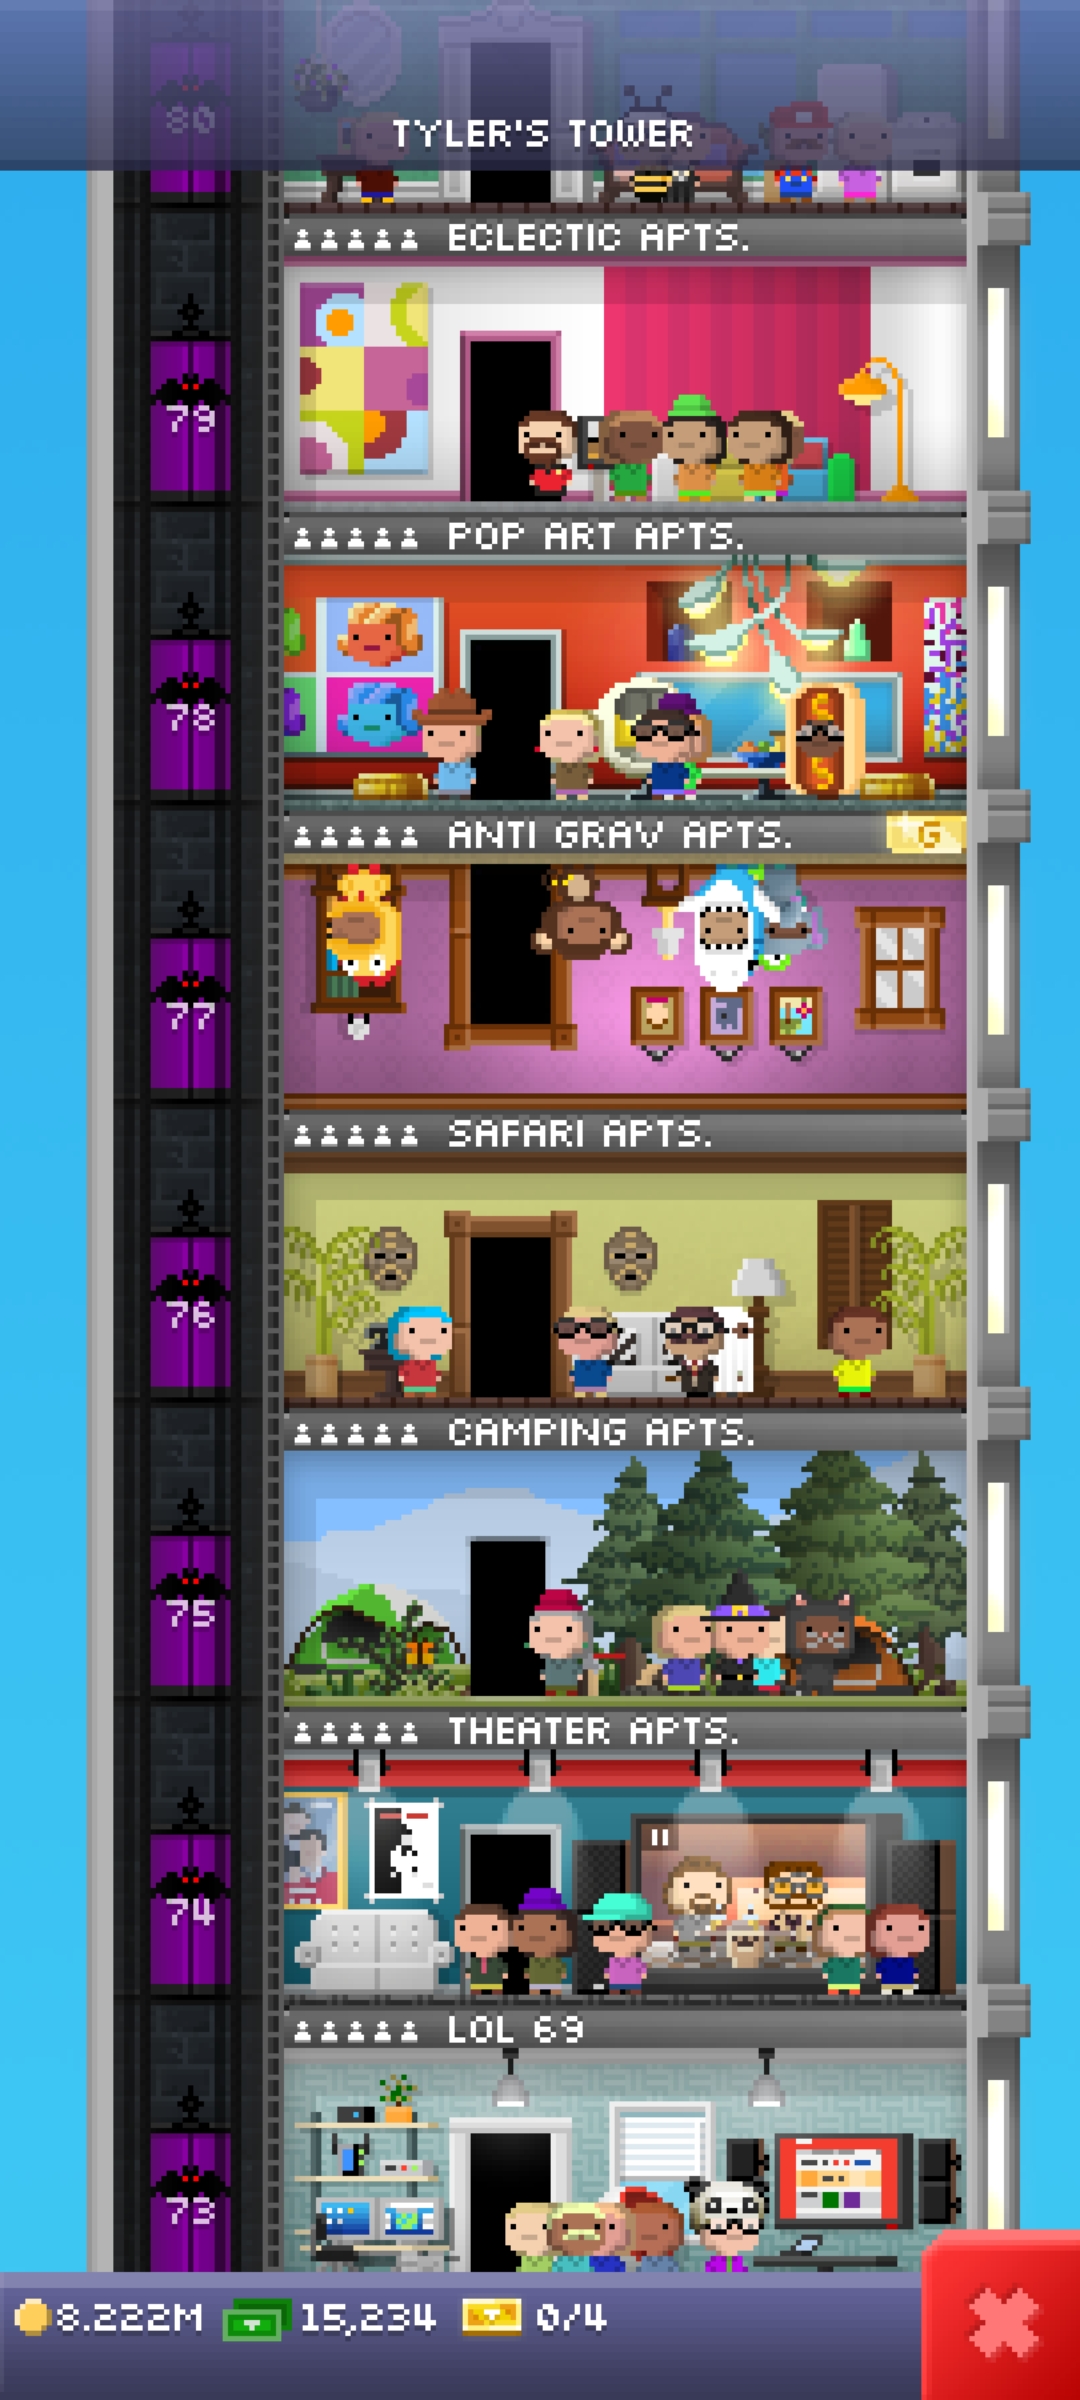 80
TYLER'S TOWER
ECLECTIC APTS.
79
POP ART APTS.
78
ANTI GRAV APTS. G
77
SAFARI APTS.
76
CAMPING APTS.
75
THEATER APTS.
74
LOL 69
73
8.222M 15,234 0/4